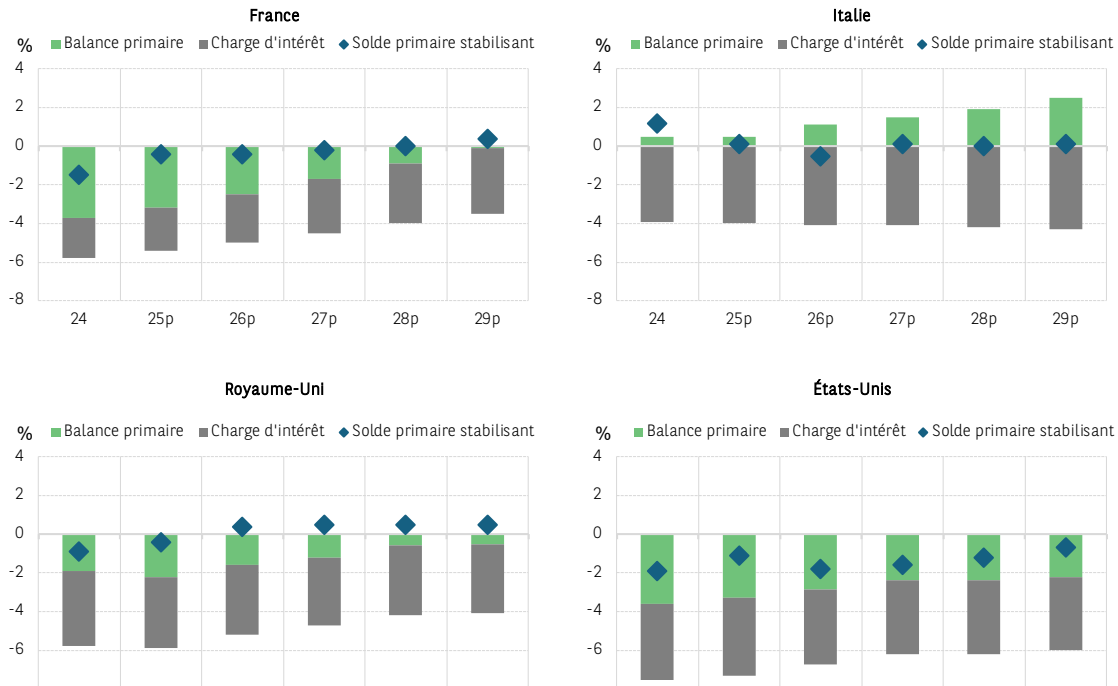 France
% Balance primaire Charge d'intérêt Solde primaire stabilisant
4
2
0
-2
-4
-6
-8
24 25p 26p 27p 28p 29p
Italie
% Balance primaire Charge d'intérêt Solde primaire stabilisant
4
2
0
-2
-4
-6
-8
24 25p 26p 27p 28p 29p
Royaume-Uni
% Balance primaire Charge d'intérêt Solde primaire stabilisant
4
2
0
-2
-4
-6
États-Unis
% Balance primaire Charge d'intérêt Solde primaire stabilisant
4
2
0
-2
-4
-6